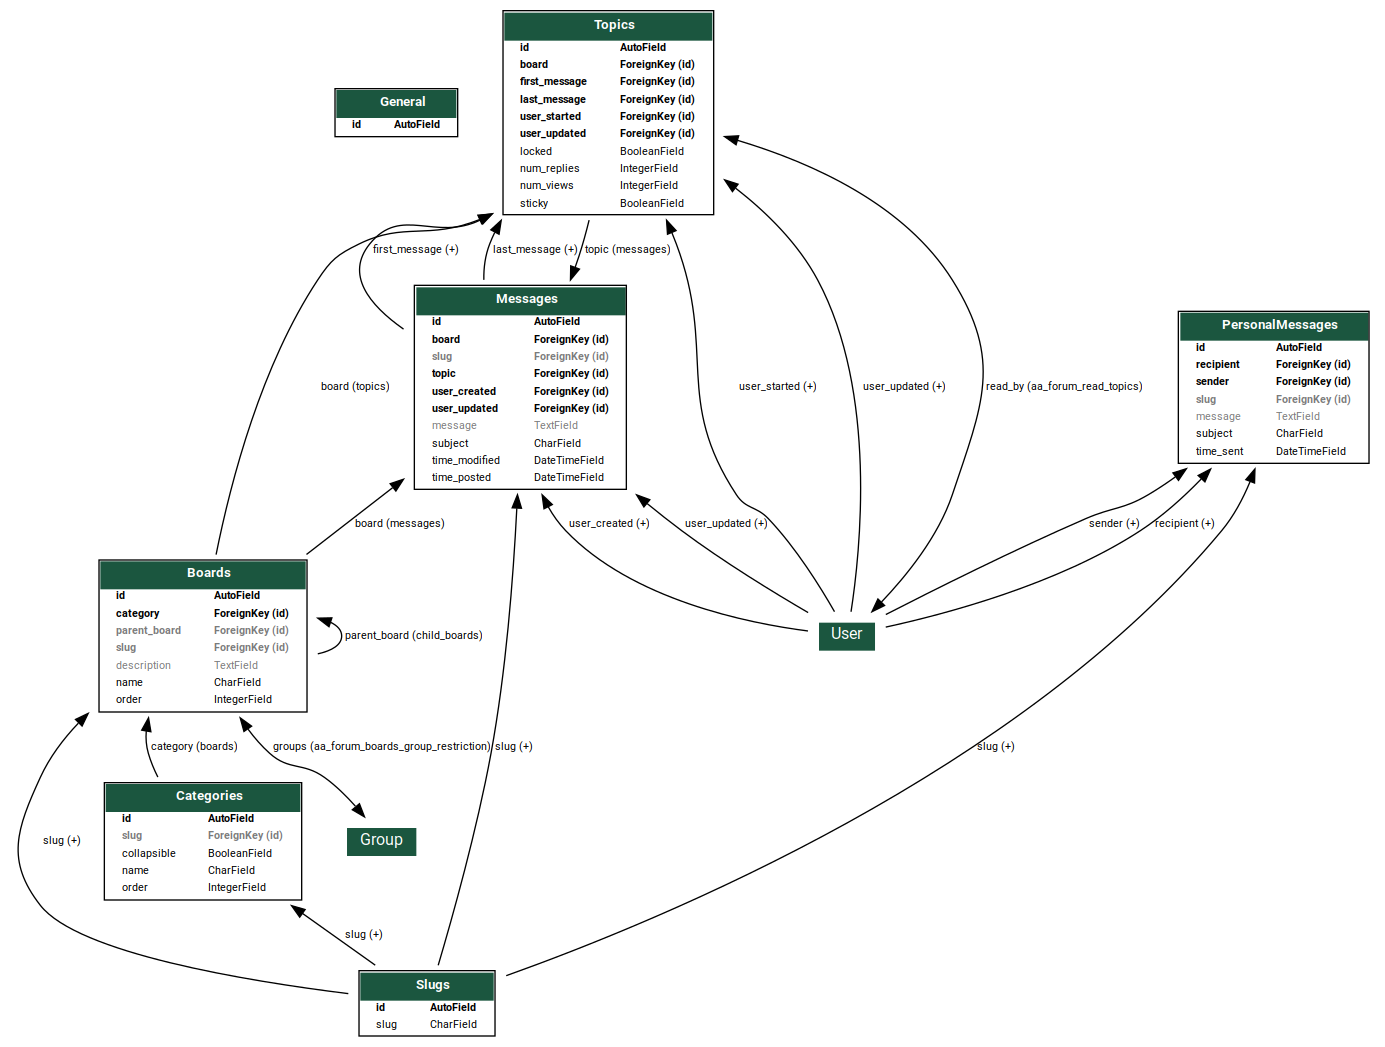 Topics
id AutoField
board ForeignKey (id)
first_message ForeignKey (id)
last_message ForeignKey (id)
user_started ForeignKey (id)
user_updated ForeignKey (id)
locked BooleanField
num_replies IntegerField
num_views IntegerField
sticky BooleanField
General
id AutoField
first_message (+)
last_message (+)
topic (messages)
Messages
id AutoField
board ForeignKey (id)
slug ForeignKey (id)
topic ForeignKey (id)
user_created ForeignKey (id)
user_updated ForeignKey (id)
message TextField
subject CharField
time_modified DateTimeField
time_posted DateTimeField
PersonalMessages
id AutoField
recipient ForeignKey (id)
sender ForeignKey (id)
slug ForeignKey (id)
message TextField
subject CharField
time_sent DateTimeField
board (topics)
user_started (+)
user_updated (+)
read_by (aa_forum_read_topics)
board (messages)
user_created (+)
user_updated (+)
sender (+)
recipient (+)
Boards
id AutoField
category ForeignKey (id)
parent_board ForeignKey (id)
slug ForeignKey (id)
description TextField
name CharField
order IntegerField
parent_board (child_boards)
User
category (boards)
groups (aa_forum_boards_group_restriction)
slug (+)
slug (+)
Categories
id AutoField
slug ForeignKey (id)
collapsible BooleanField
name CharField
order IntegerField
Group
slug (+)
slug (+)
Slugs
id AutoField
slug CharField